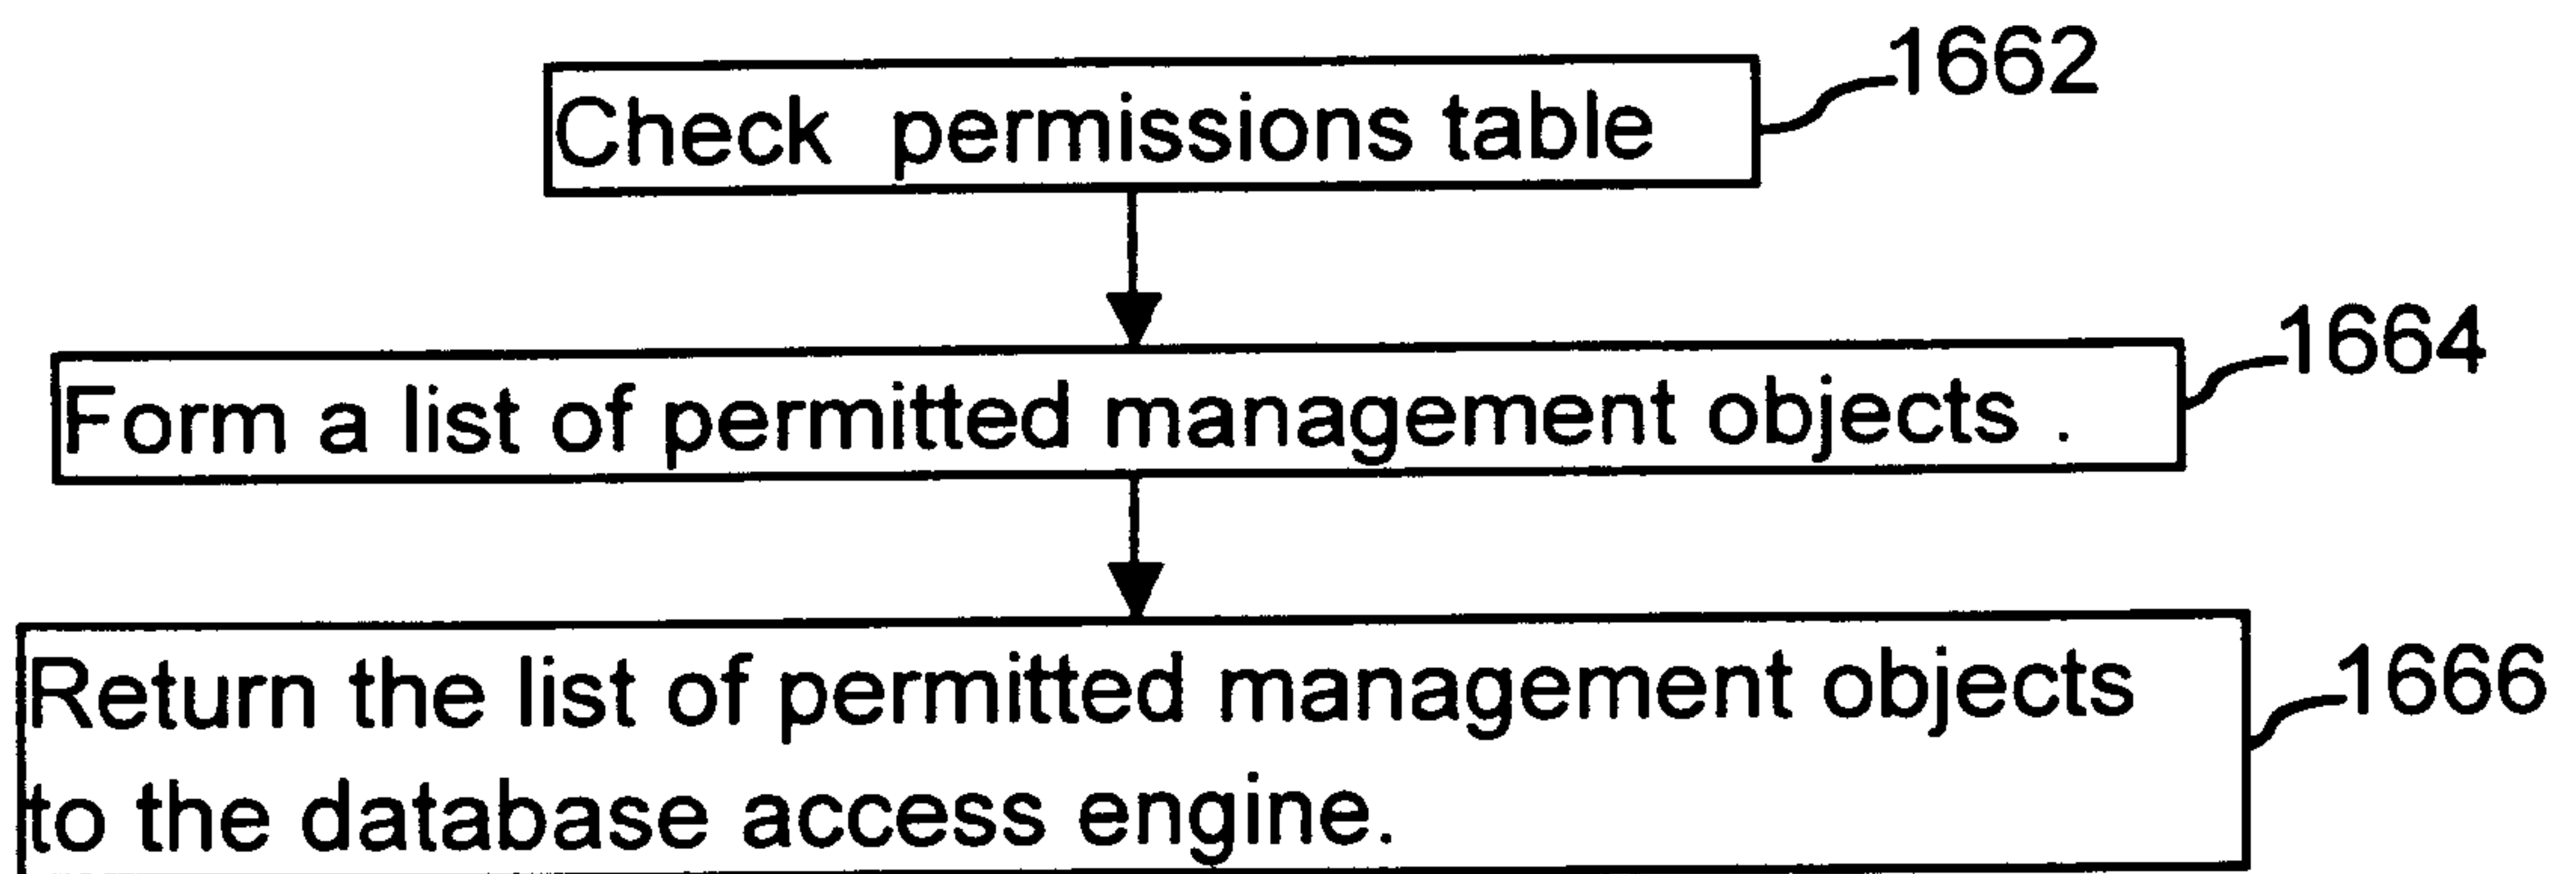 1662
Check permissions table
1664
Form a list of permitted management objects .
1666
Return the list of permitted management objects
to the database access engine.